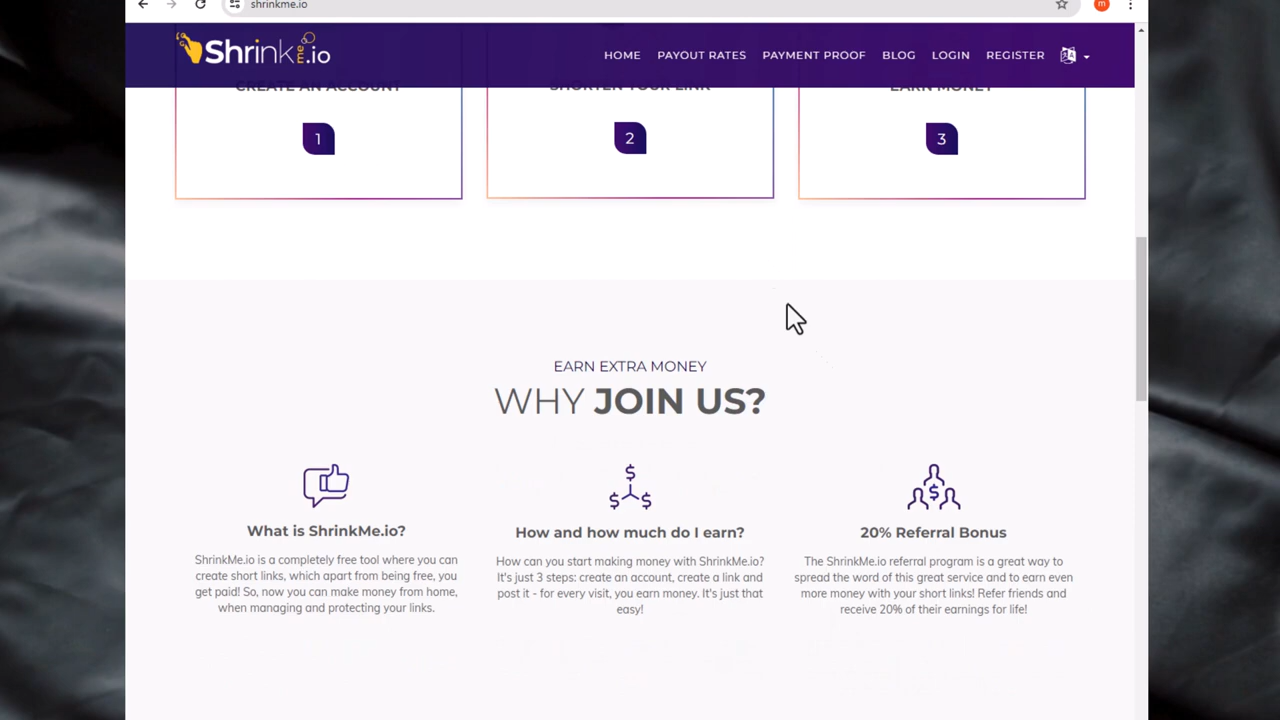 shrinkme.io
m
Shrinkme.io
HOME PAYOUT RATES PAYMENT PROOF BLOG LOGIN REGISTER
CREATE AN ACCOUNT SHORTEN YOUR LINK EARN MONEY
1 2 3
EARN EXTRA MONEY
WHY JOIN US?
What is ShrinkMe.io?
ShrinkMe.io is a completely free tool where you can
create short links, which apart from being free, you
get paid! So, now you can make money from home,
when managing and protecting your links.
How and how much do I earn?
How can you start making money with ShrinkMe.io?
It's just 3 steps: create an account, create a link and
post it - for every visit, you earn money. It's just that
easy!
20% Referral Bonus
The ShrinkMe.io referral program is a great way to
spread the word of this great service and to earn even
more money with your short links! Refer friends and
receive 20% of their earnings for life!